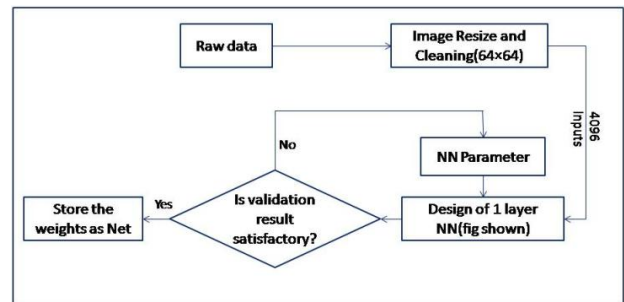 Raw data
Image Resize and
Cleaning(64×64)
4096
Inputs
No
NN Parameter
Is validation
result
satisfactory?
Yes
Store the
weights as Net
Design of 1 layer
NN(fig shown)